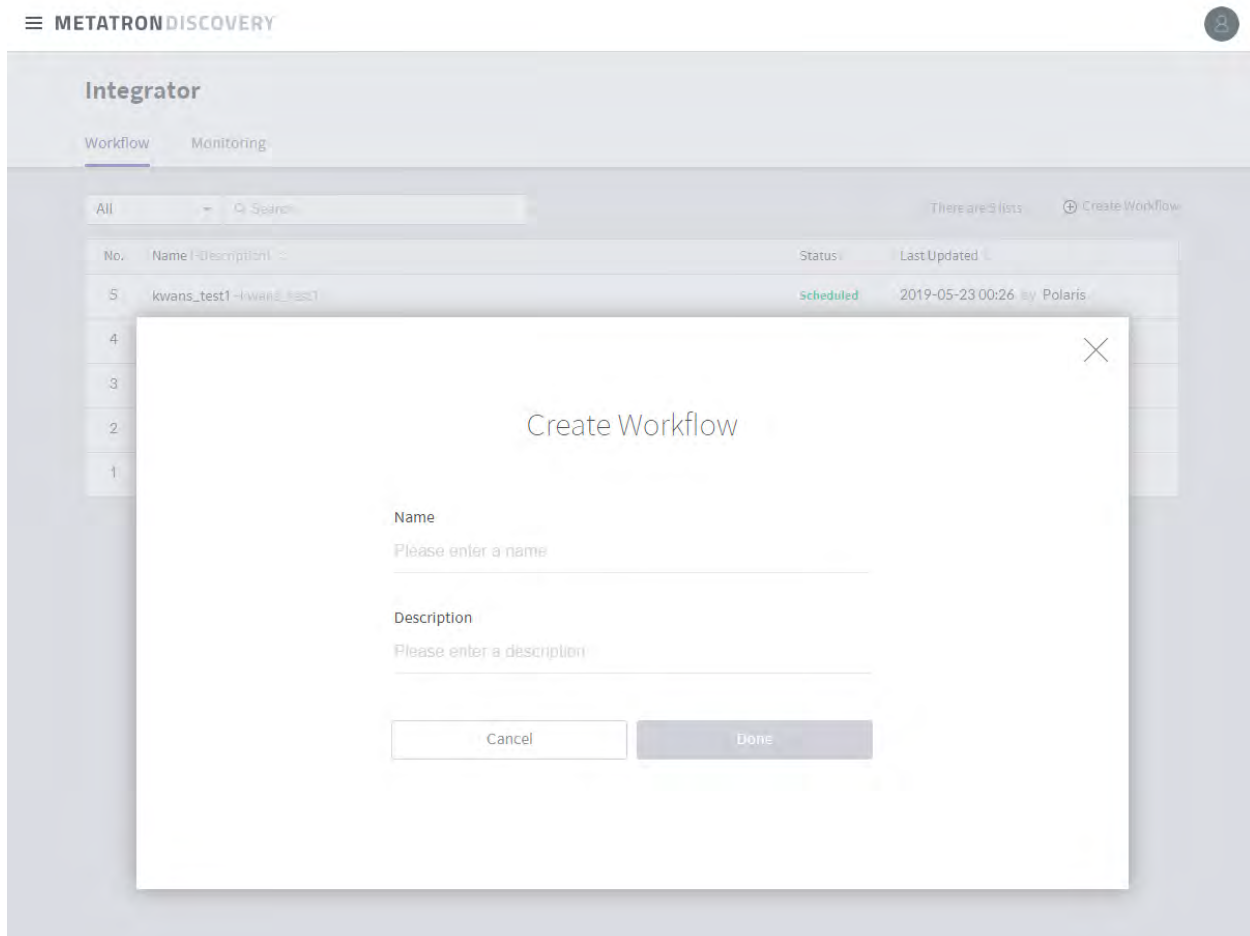 METATRONDISCOVERY
Integrator
Workflow Monitoring
All Search There are 5 lists Create Workflow
No. Name (-Description) Status Last Updated
5 kwans_test1 -kwans_test1 Scheduled 2019-05-23 00:26 by Polaris
4
3
2
1
Create Workflow
Name
Please enter a name
Description
Please enter a description
Cancel Done